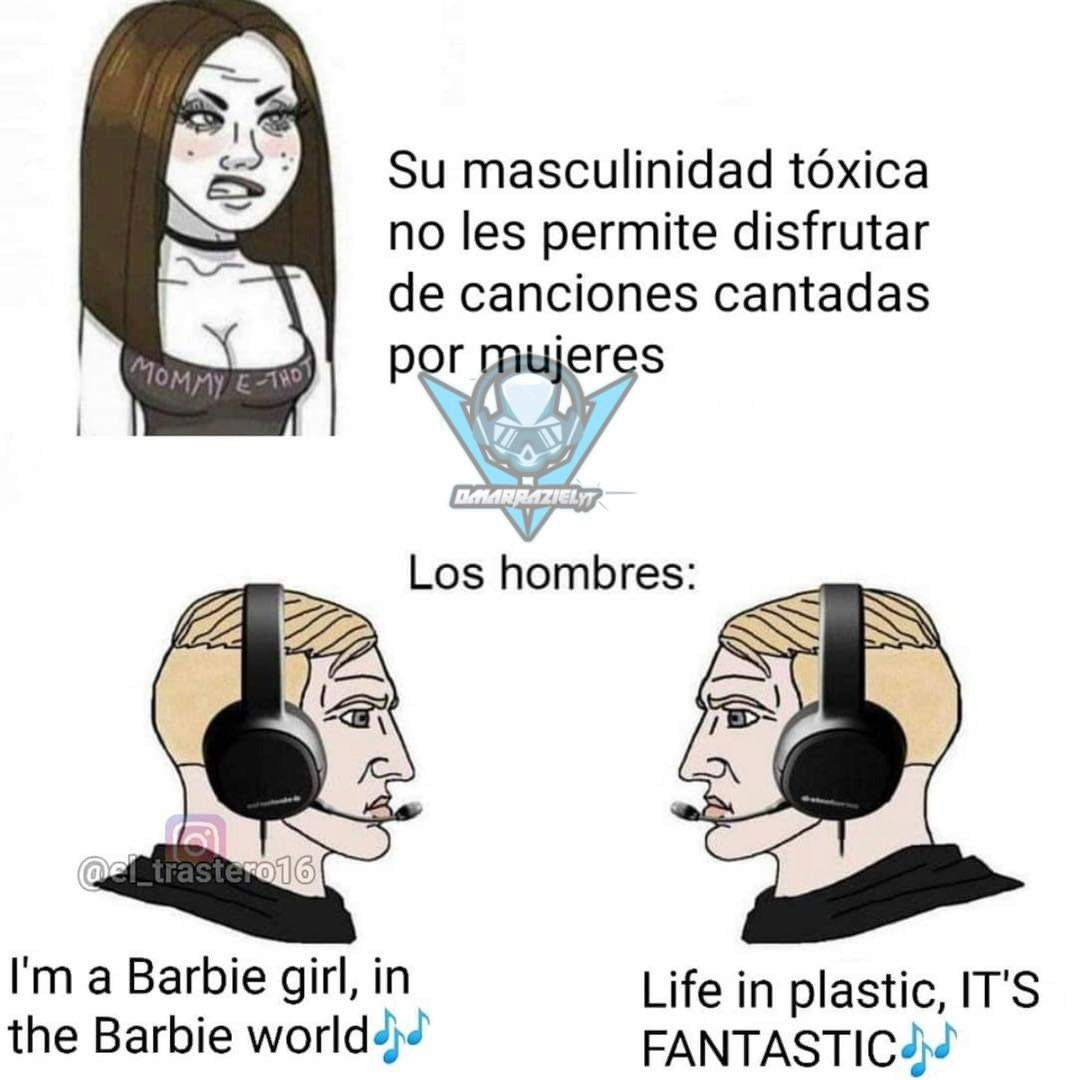 Su masculinidad tóxica
no les permite disfrutar
de canciones cantadas
por mujeres
MOMMY E-THOT
OMARRAZIELYT
Los hombres:
@el_trastero16
I'm a Barbie girl, in
the Barbie world🎶
Life in plastic, IT'S
FANTASTIC🎶